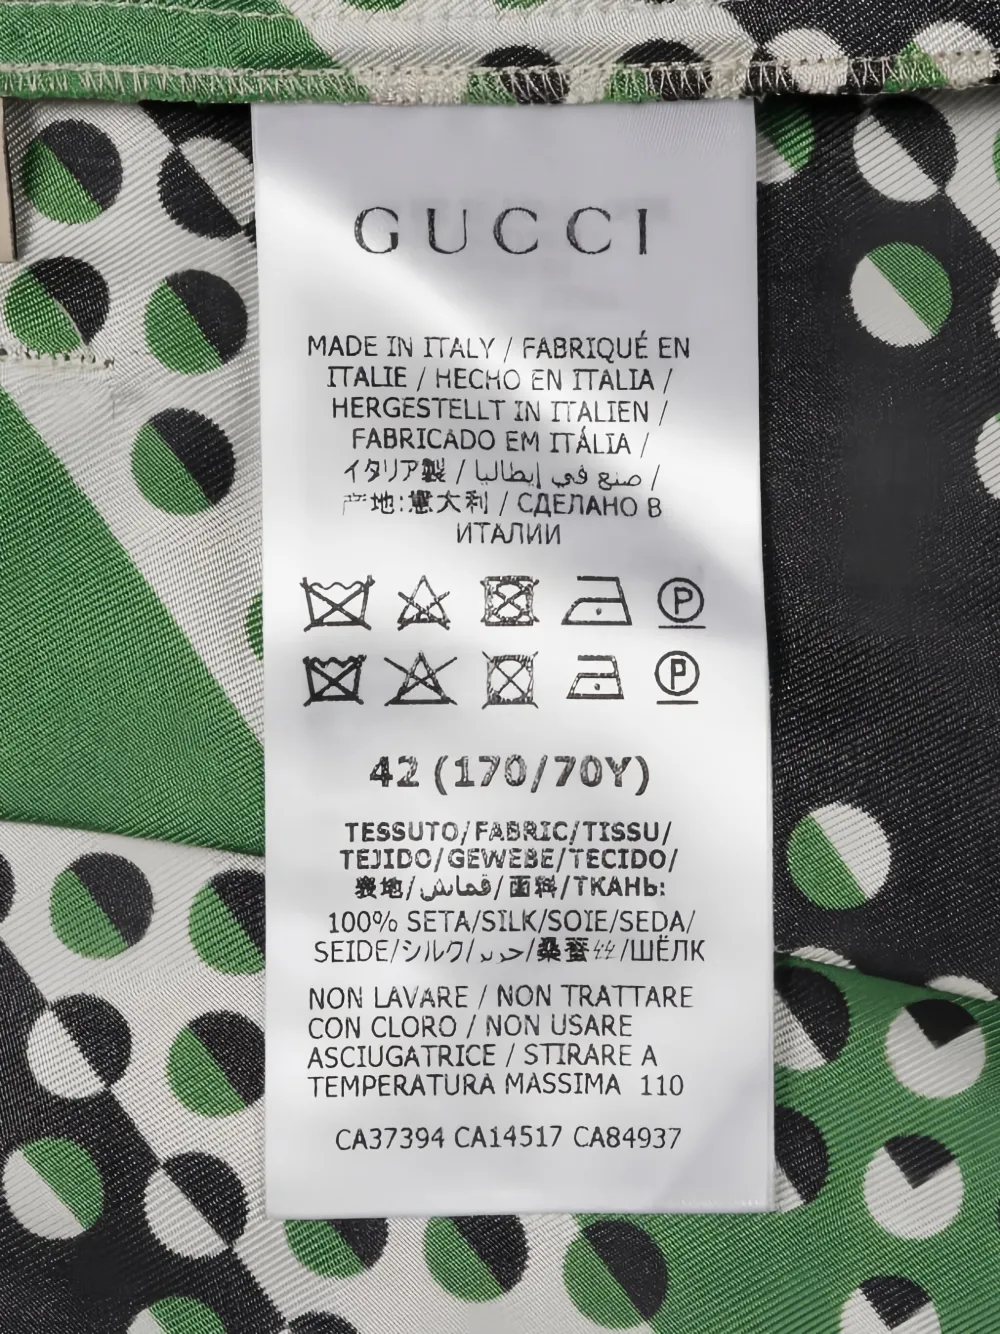 GUCCI
MADE IN ITALY / FABRIQUÉ EN
ITALIE / HECHO EN ITALIA /
HERGESTELLT IN ITALIEN /
FABRICADO EM ITÁLIA /
イタリア製 / صنع في إيطاليا /
产地:意大利 / СДЕЛАНО В
ИТАЛИИ
P
P
42 (170/70Y)
TESSUTO/FABRIC/TISSU/
TEJIDO/GEWEBE/TECIDO/
表地/قماش/面料/ТКАНЬ:
100% SETA/SILK/SOIE/SEDA/
SEIDE/シルク/حرير/桑蚕丝/ШЁЛК
NON LAVARE / NON TRATTARE
CON CLORO / NON USARE
ASCIUGATRICE / STIRARE A
TEMPERATURA MASSIMA 110
CA37394 CA14517 CA84937